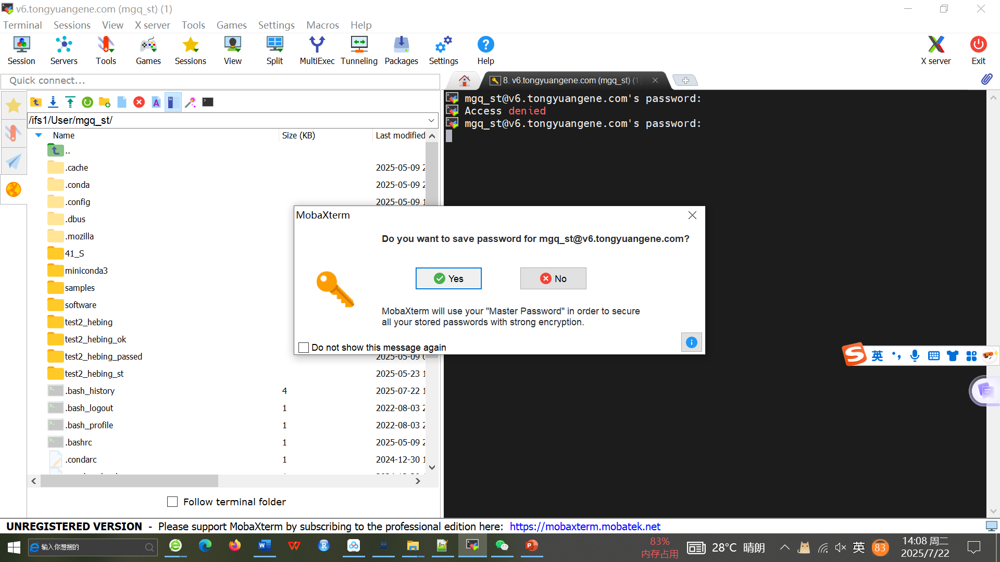 v6.tongyuangene.com (mgq_st) (1)
Terminal Sessions View X server Tools Games Settings Macros Help
Session Servers Tools Games Sessions View Split MultiExec Tunneling Packages Settings Help X server Exit
Quick connect...
8. v6.tongyuangene.com (mgq_st) (1)
/ifs1/User/mgq_st/
Name Size (KB) Last modified
..
.cache 2025-05-09 2
.conda 2025-05-09 2
.config 2025-05-09 1
.dbus
.mozilla
41_S
miniconda3
samples
software
test2_hebing
test2_hebing_ok
test2_hebing_passed 2025-05-09 0
test2_hebing_st 2025-05-23 1
.bash_history 4 2025-07-22 1
.bash_logout 1 2022-08-03 2
.bash_profile 1 2022-08-03 2
.bashrc 1 2025-05-09 2
.condarc 1 2024-12-30 1
Follow terminal folder
mgq_st@v6.tongyuangene.com's password:
Access denied
mgq_st@v6.tongyuangene.com's password:
MobaXterm
Do you want to save password for mgq_st@v6.tongyuangene.com?
Yes No
MobaXterm will use your "Master Password" in order to secure
all your stored passwords with strong encryption.
Do not show this message again
英
UNREGISTERED VERSION - Please support MobaXterm by subscribing to the professional edition here: https://mobaxterm.mobatek.net
输入你想搜的
83%
内存占用
28°C 晴朗
英
83
14:08 周二
2025/7/22